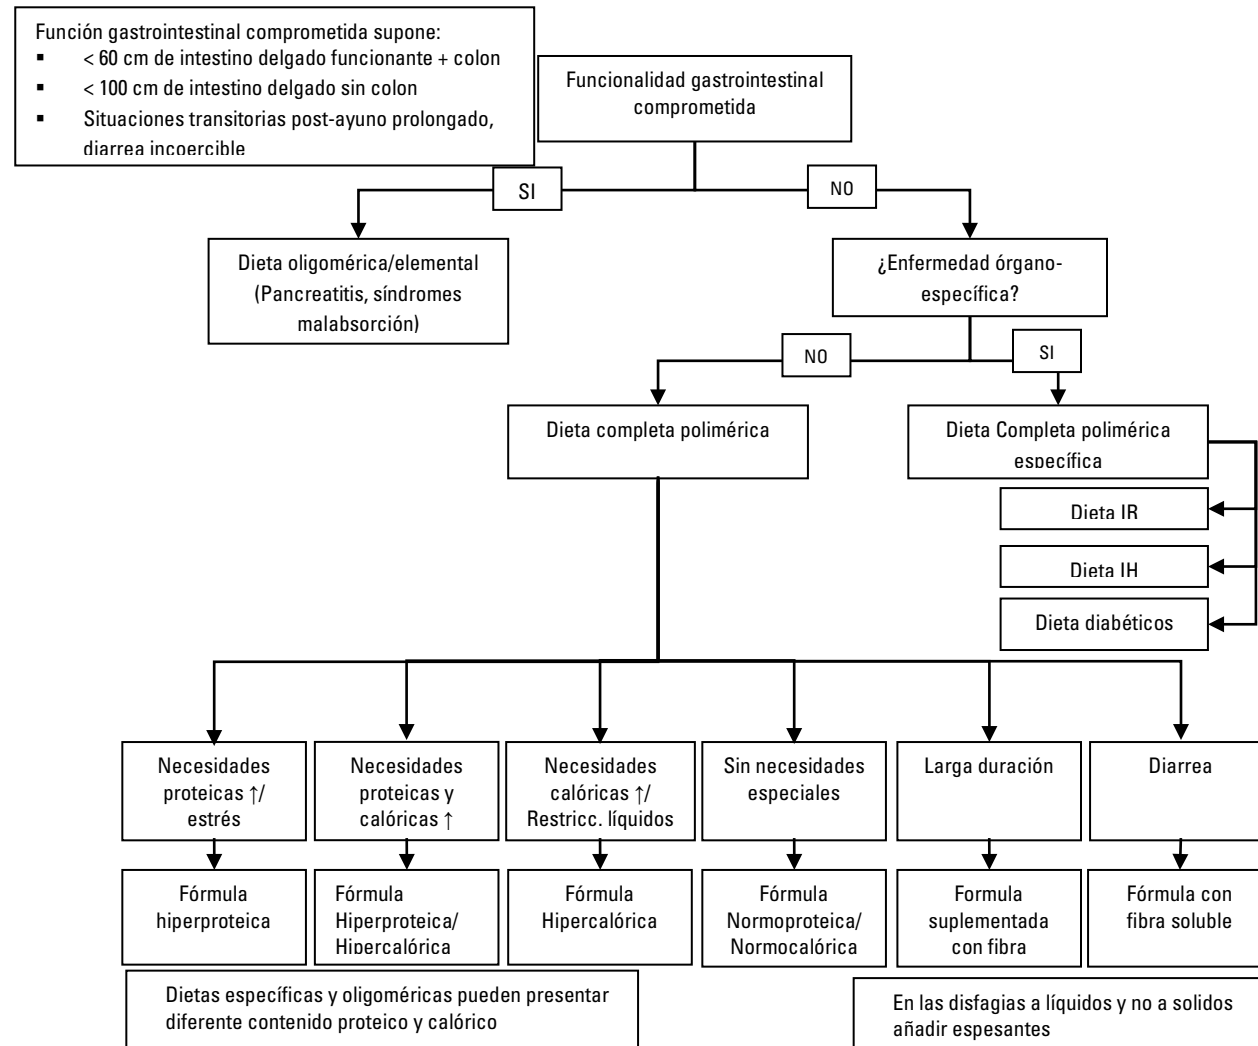 Función gastrointestinal comprometida supone:
▪ < 60 cm de intestino delgado funcionante + colon
▪ < 100 cm de intestino delgado sin colon
▪ Situaciones transitorias post-ayuno prolongado,
diarrea incoercible
Funcionalidad gastrointestinal
comprometida
SI
NO
Dieta oligomérica/elemental
(Pancreatitis, síndromes
malabsorción)
¿Enfermedad órgano-
específica?
NO
SI
Dieta completa polimérica
Dieta Completa polimérica
específica
Dieta IR
Dieta IH
Dieta diabéticos
Necesidades
proteicas ↑/
estrés
Necesidades
proteicas y
calóricas ↑
Necesidades
calóricas ↑/
Restricc. líquidos
Sin necesidades
especiales
Larga duración
Diarrea
Fórmula
hiperproteica
Fórmula
Hiperproteica/
Hipercalórica
Fórmula
Hipercalórica
Fórmula
Normoproteica/
Normocalórica
Formula
suplementada
con fibra
Fórmula con
fibra soluble
Dietas específicas y oligoméricas pueden presentar
diferente contenido proteico y calórico
En las disfagias a líquidos y no a solidos
añadir espesantes